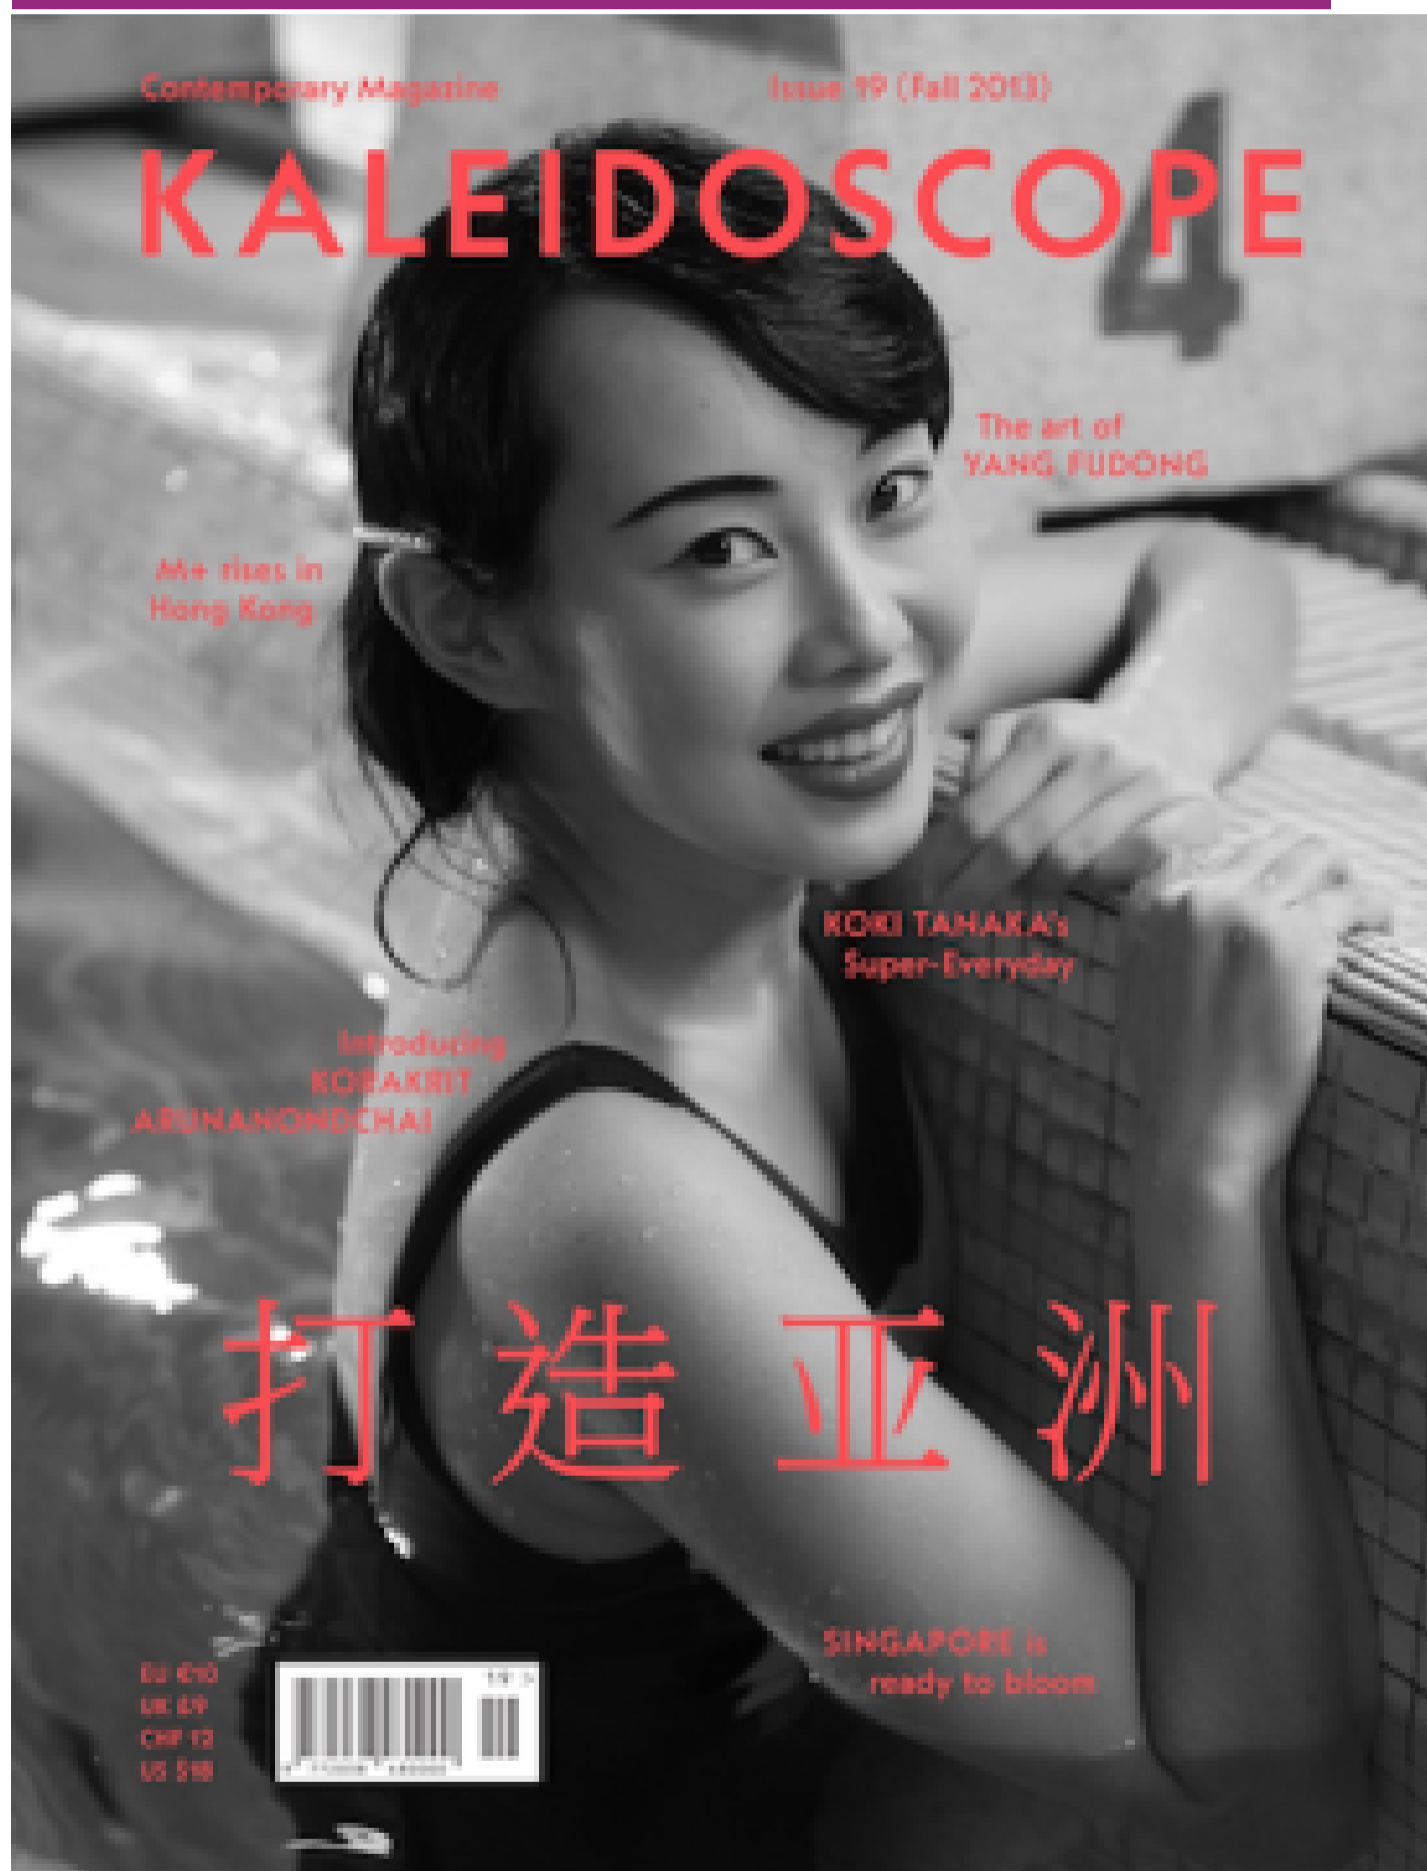 Contemporary Magazine
Issue 19 (Fall 2013)
KALEIDOSCOPE
4
The art of
YANG FUDONG
M+ rises in
Hong Kong
KOKI TANAKA's
Super-Everyday
Introducing
KORAKRIT
ARUNANONDCHAI
打造亚洲
SINGAPORE is
ready to bloom
EU €10
UK £9
CHF 12
US $18
19 >